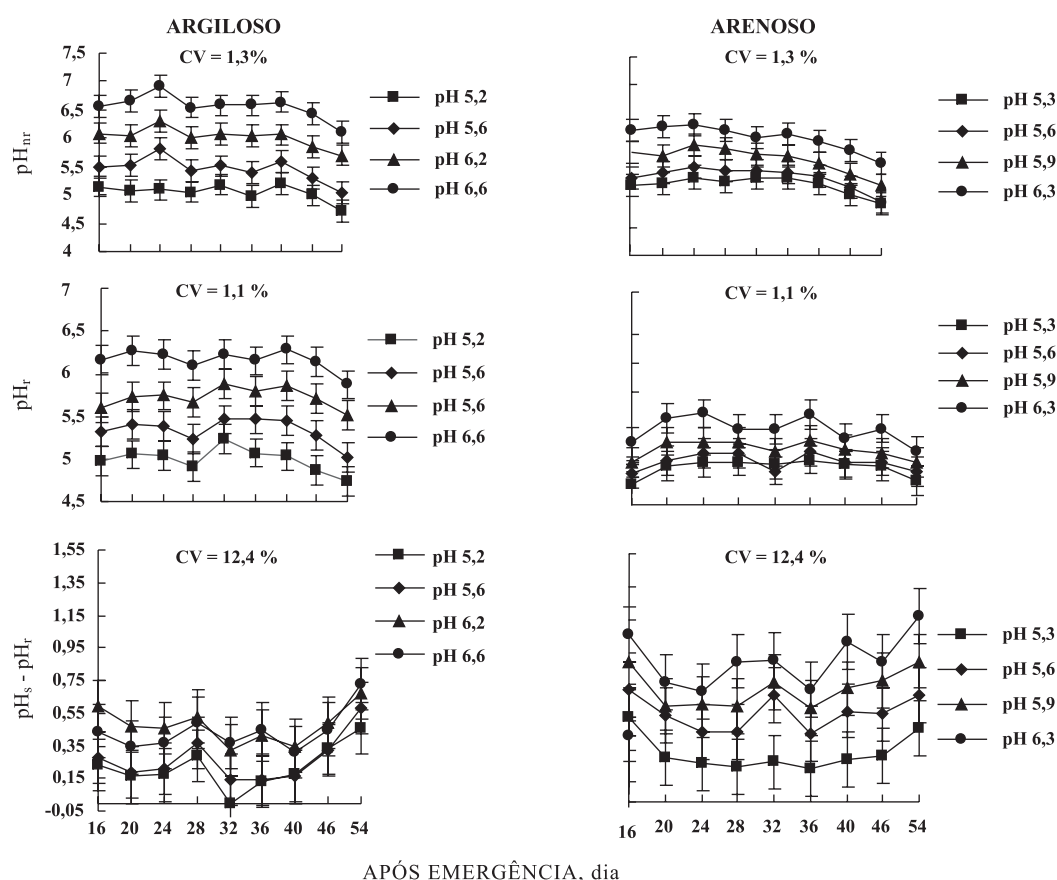 ARGILOSO
ARENOSO
CV = 1,3%
CV = 1,3 %
7,5
7
6,5
6
5,5
5
4,5
4
pHnr
pH 5,2
pH 5,6
pH 6,2
pH 6,6
pH 5,3
pH 5,6
pH 5,9
pH 6,3
CV = 1,1 %
CV = 1,1 %
7
6,5
6
5,5
5
4,5
pHr
pH 5,2
pH 5,6
pH 5,6
pH 6,6
pH 5,3
pH 5,6
pH 5,9
pH 6,3
CV = 12,4 %
CV = 12,4 %
1,55
1,35
1,15
0,95
0,75
0,55
0,35
0,15
-0,05
pHs - pHr
pH 5,2
pH 5,6
pH 6,2
pH 6,6
pH 5,3
pH 5,6
pH 5,9
pH 6,3
16 20 24 28 32 36 40 46 54
16 20 24 28 32 36 40 46 54
APÓS EMERGÊNCIA, dia